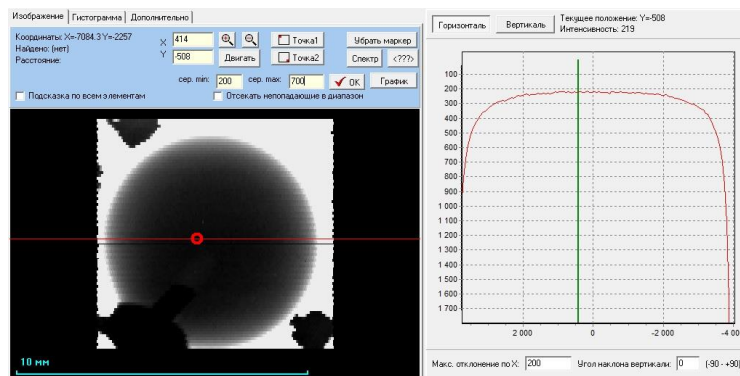 Изображение Гистограмма Дополнительно
Координаты: X=-7084.3 Y=-2257
Найдено: (нет)
Расстояние:
X 414
Y -508
Двигать
Точка1
Точка2
Убрать маркер
Спектр <???>
сер. min: 200 сер. max: 700 OK График
Подсказка по всем элементам
Отсекать непопадающие в диапазон
10 мм
Горизонталь Вертикаль
Текущее положение: Y=-508
Интенсивность: 219
100
200
300
400
500
600
700
800
900
1 000
1 100
1 200
1 300
1 400
1 500
1 600
1 700
2 000 0 -2 000 -4 00
Макс. отклонение по X: 200 Угол наклона вертикали: 0 (-90 - +90)